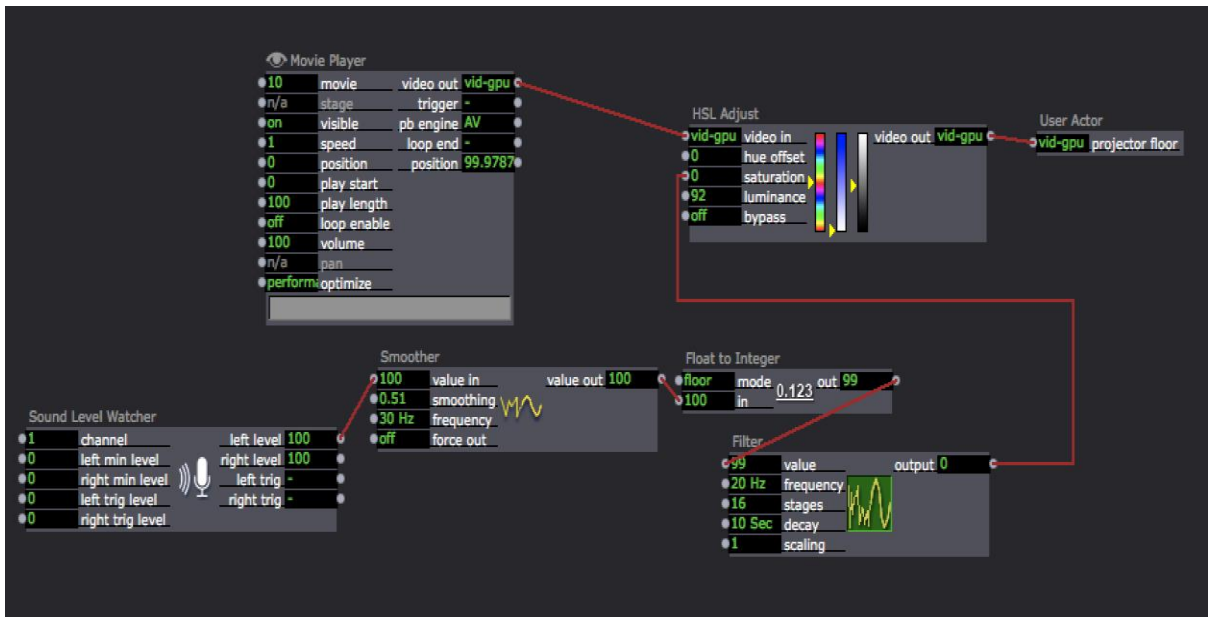 Movie Player
10 movie video out vid-gpu
n/a stage trigger -
on visible pb engine AV
1 speed loop end -
0 position position 99.9787
0 play start
100 play length
off loop enable
100 volume
n/a pan
performa optimize
HSL Adjust
vid-gpu video in video out vid-gpu
0 hue offset
0 saturation
92 luminance
off bypass
User Actor
vid-gpu projector floor
Sound Level Watcher
1 channel left level 100
0 left min level right level 100
0 right min level left trig -
0 left trig level right trig -
0 right trig level
Smoother
100 value in value out 100
0.51 smoothing
30 Hz frequency
off force out
Float to Integer
floor mode 0.123 out 99
100 in
Filter
99 value output 0
20 Hz frequency
16 stages
10 Sec decay
1 scaling